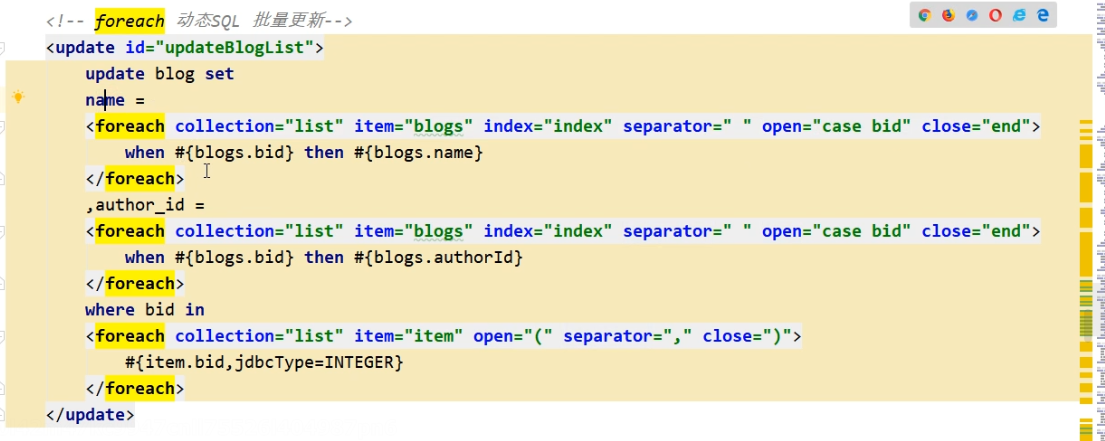 <!-- foreach 动态SQL 批量更新-->
<update id="updateBlogList">
update blog set
name =
<foreach collection="list" item="blogs" index="index" separator=" " open="case bid" close="end">
when #{blogs.bid} then #{blogs.name}
</foreach>
,author_id =
<foreach collection="list" item="blogs" index="index" separator=" " open="case bid" close="end">
when #{blogs.bid} then #{blogs.authorId}
</foreach>
where bid in
<foreach collection="list" item="item" open="(" separator="," close=")">
#{item.bid,jdbcType=INTEGER}
</foreach>
</update>